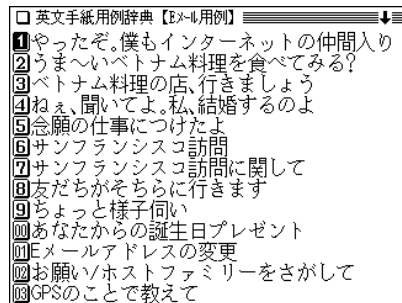 □ 英文手紙用例辞典【Eメール用例】
1やったぞ。僕もインターネットの仲間入り
2うま～いベトナム料理を食べてみる?
3ベトナム料理の店、行きましょう
4ねぇ、聞いてよ。私、結婚するのよ
5念願の仕事につけたよ
6サンフランシスコ訪問
7サンフランシスコ訪問に関して
8友だちがそちらに行きます
9ちょっと様子伺い
00あなたからの誕生日プレゼント
01Eメールアドレスの変更
02お願い/ホストファミリーをさがして
03GPSのことで教えて